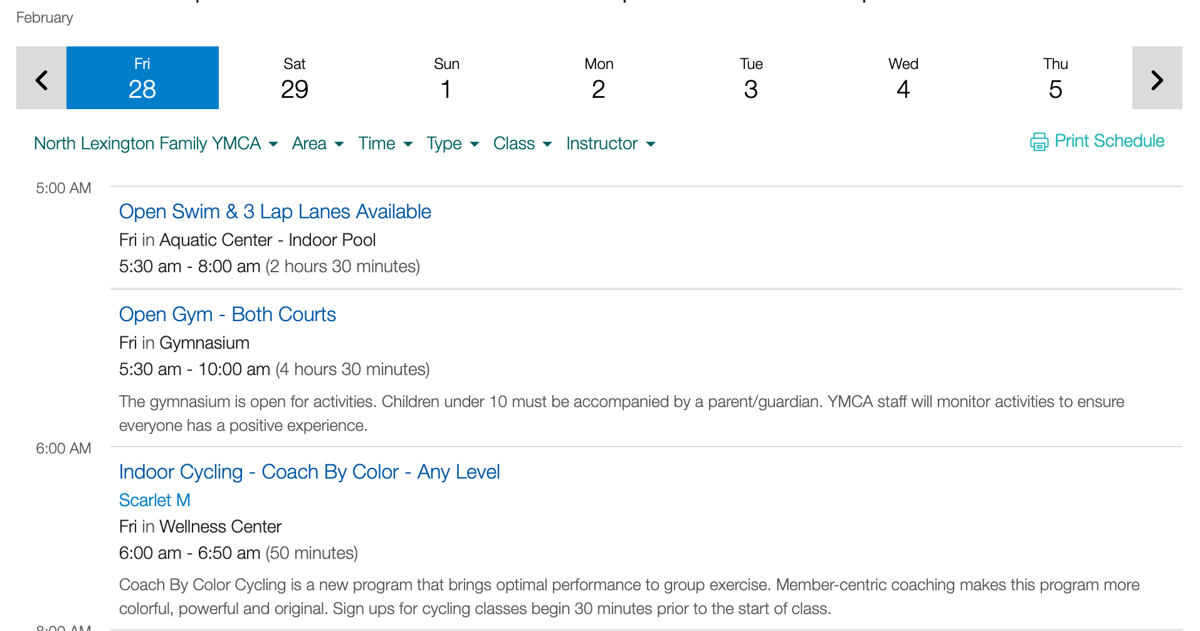 February
Fri Sat Sun Mon Tue Wed Thu
28 29 1 2 3 4 5
North Lexington Family YMCA Area Time Type Class Instructor Print Schedule
5:00 AM
Open Swim & 3 Lap Lanes Available
Fri in Aquatic Center - Indoor Pool
5:30 am - 8:00 am (2 hours 30 minutes)
Open Gym - Both Courts
Fri in Gymnasium
5:30 am - 10:00 am (4 hours 30 minutes)
The gymnasium is open for activities. Children under 10 must be accompanied by a parent/guardian. YMCA staff will monitor activities to ensure
everyone has a positive experience.
6:00 AM
Indoor Cycling - Coach By Color - Any Level
Scarlet M
Fri in Wellness Center
6:00 am - 6:50 am (50 minutes)
Coach By Color Cycling is a new program that brings optimal performance to group exercise. Member-centric coaching makes this program more
colorful, powerful and original. Sign ups for cycling classes begin 30 minutes prior to the start of class.
8:00 AM